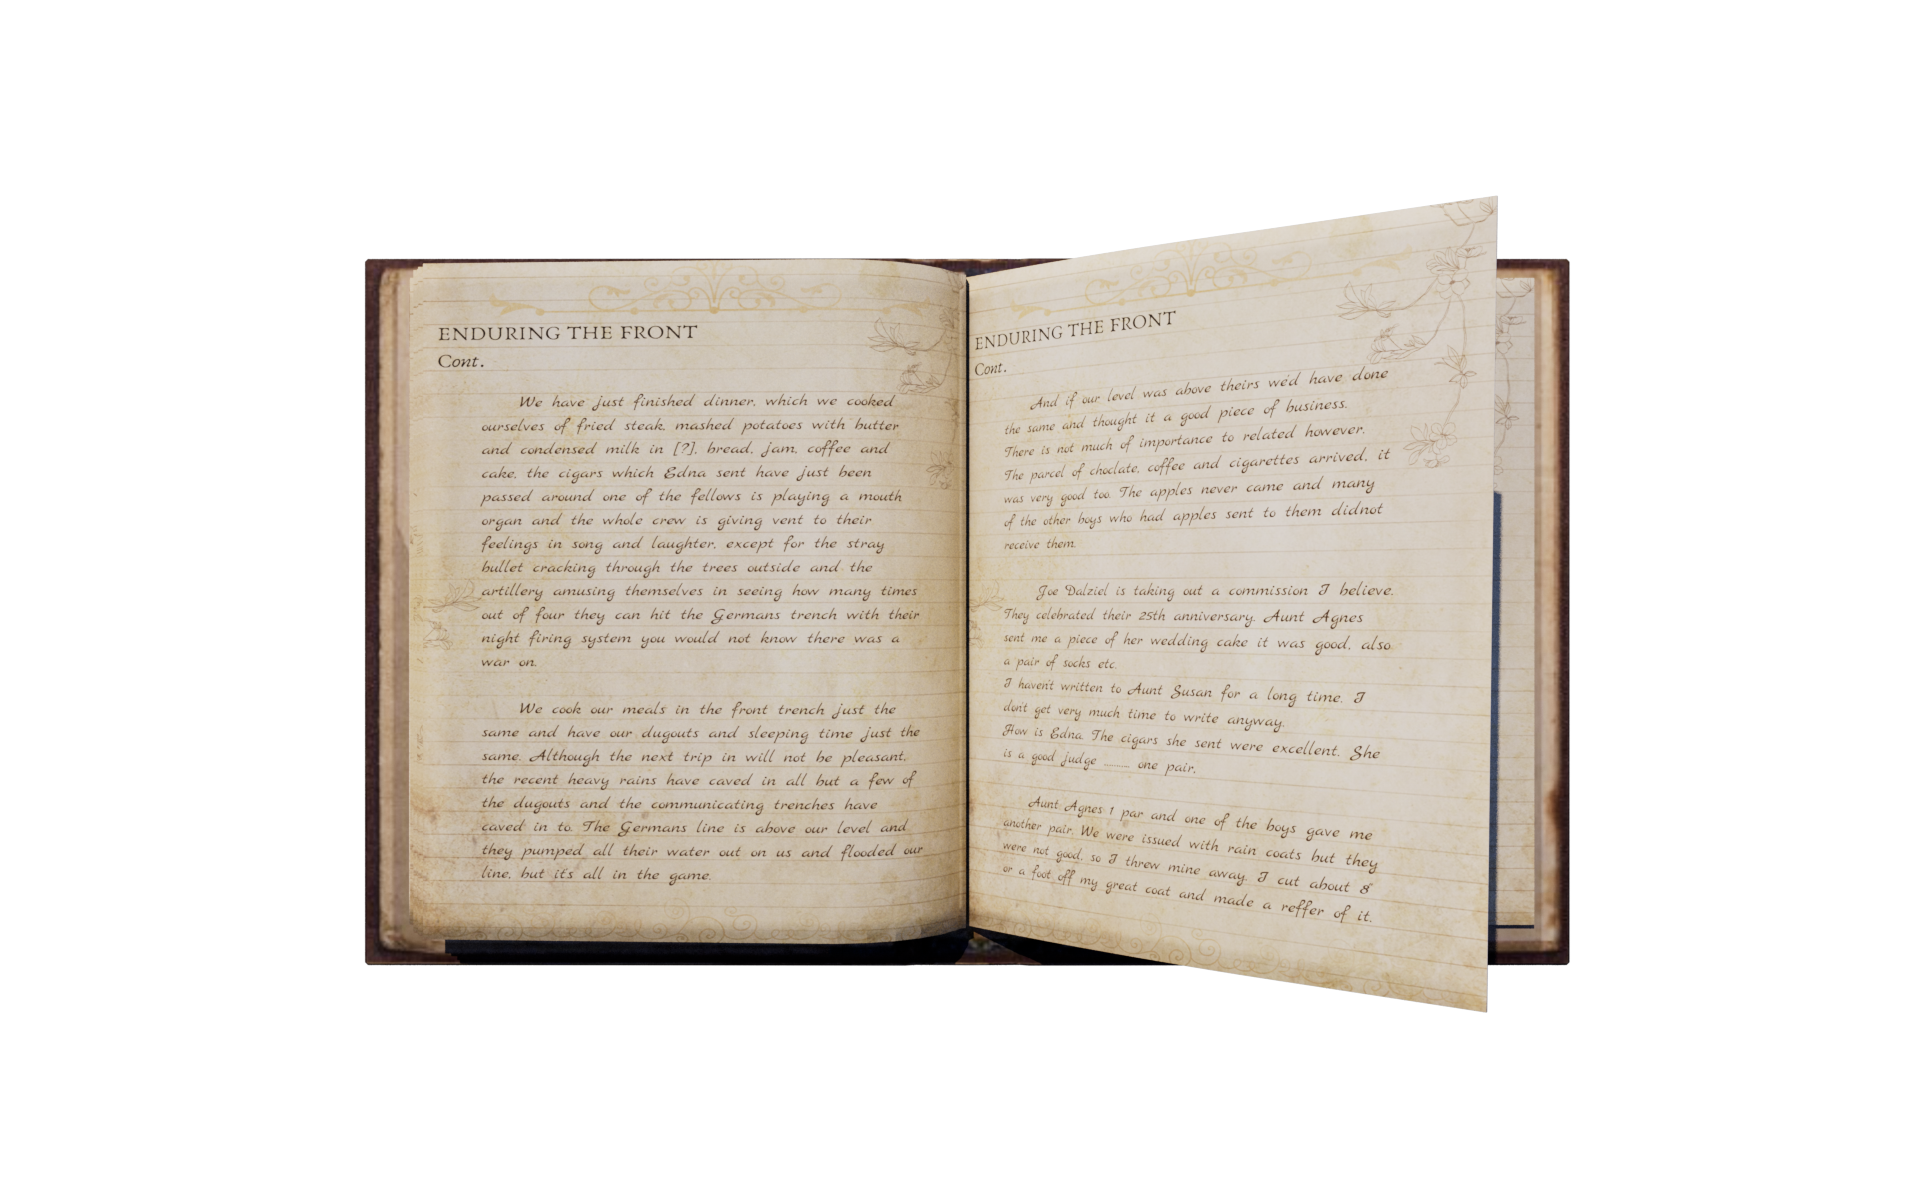 ENDURING THE FRONT
Cont.
We have just finished dinner, which we cooked
ourselves of fried steak, mashed potatoes with butter
and condensed milk in [?], bread, jam, coffee and
cake, the cigars which Edna sent have just been
passed around one of the fellows is playing a mouth
organ and the whole crew is giving vent to their
feelings in song and laughter, except for the stray
bullet cracking through the trees outside and the
artillery amusing themselves in seeing how many times
out of four they can hit the Germans trench with their
night firing system you would not know there was a
war on.
We cook our meals in the front trench just the
same and have our dugouts and sleeping time just the
same. Although the next trip in will not be pleasant,
the recent heavy rains have caved in all but a few of
the dugouts and the communicating trenches have
caved in to. The Germans line is above our level and
they pumped all their water out on us and flooded our
line, but it's all in the game.
ENDURING THE FRONT
Cont.
And if our level was above theirs we'd have done
the same and thought it a good piece of business.
There is not much of importance to related however.
The parcel of choclate, coffee and cigarettes arrived, it
was very good too. The apples never came and many
of the other boys who had apples sent to them didnot
receive them.
Joe Dalziel is taking out a commission I believe.
They celebrated their 25th anniversary. Aunt Agnes
sent me a piece of her wedding cake it was good, also
a pair of socks etc.
I haven't written to Aunt Susan for a long time. I
don't get very much time to write anyway.
How is Edna. The cigars she sent were excellent. She
is a good judge ......... one pair,
Aunt Agnes 1 par and one of the boys gave me
another pair. We were issued with rain coats but they
were not good, so I threw mine away. I cut about 8"
or a foot off my great coat and made a reffer of it.